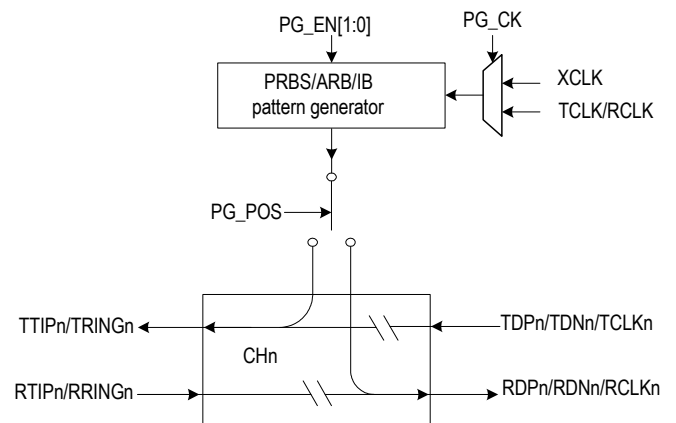 PG_EN[1:0]
PG_CK
PRBS/ARB/IB
pattern generator
XCLK
TCLK/RCLK
PG_POS
TTIPn/TRINGn
TDPn/TDNn/TCLKn
CHn
RTIPn/RRINGn
RDPn/RDNn/RCLKn